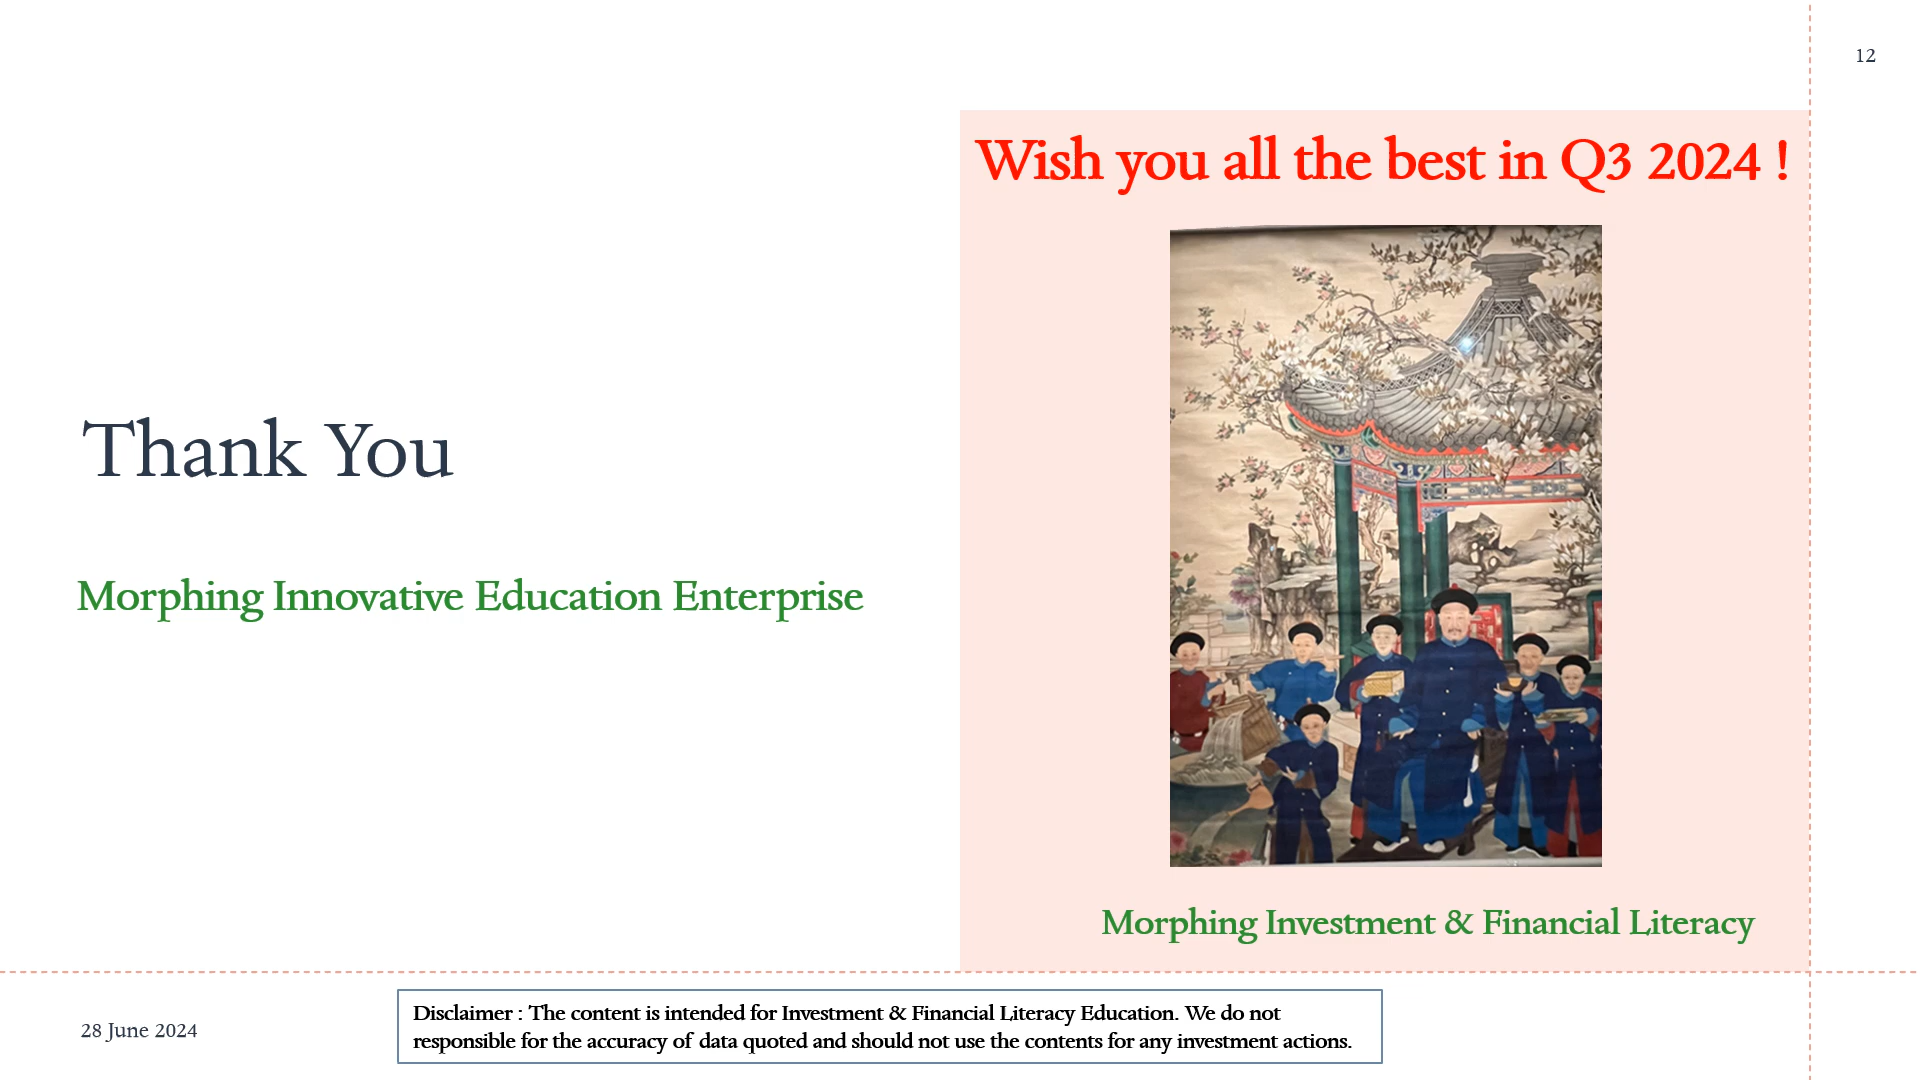 12
Wish you all the best in Q3 2024 !
Thank You
Morphing Innovative Education Enterprise
Morphing Investment & Financial Literacy
28 June 2024
Disclaimer : The content is intended for Investment & Financial Literacy Education. We do not
responsible for the accuracy of data quoted and should not use the contents for any investment actions.